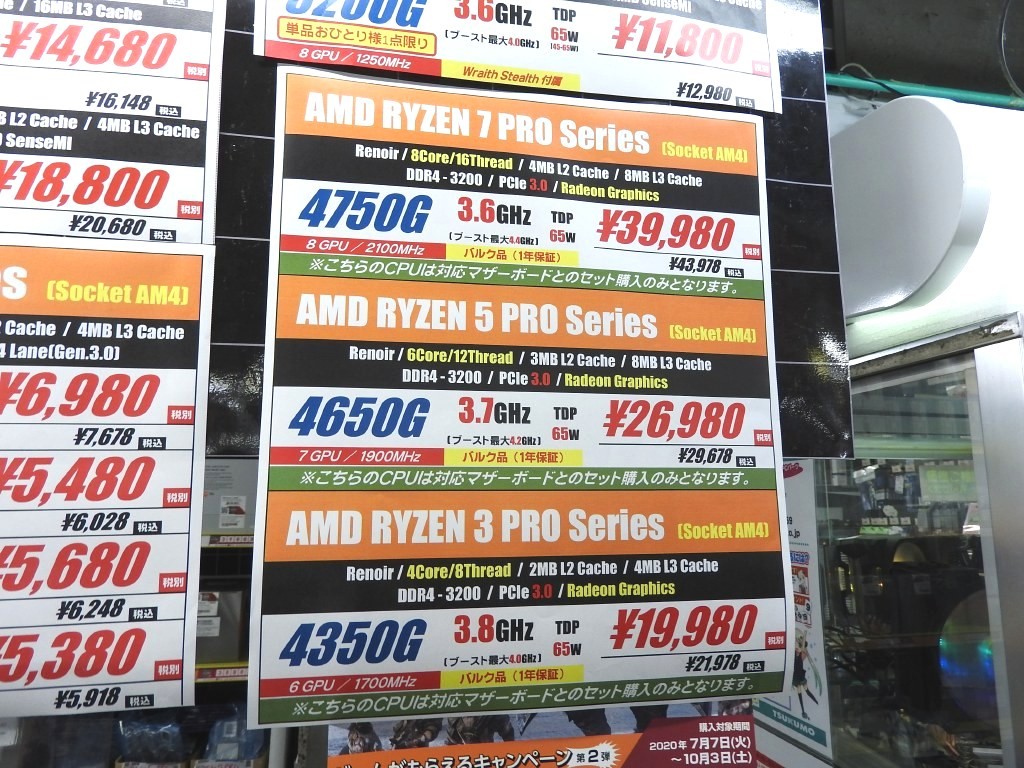 16MB L3 Cache
¥14,680 税別
¥16,148 税込
L2 Cache / 4MB L3 Cache
SenseMI
¥18,800 税別
¥20,680 税込
(Socket AM4)
Cache / 4MB L3 Cache
Lane(Gen.3.0)
¥6,980 税別
¥7,678 税込
¥5,480 税別
¥6,028 税込
¥5,680 税別
¥6,248 税込
¥5,380 税別
¥5,918 税込
3200G 3.6GHz TDP ¥11,800 税別
単品おひとり様1点限り [ブースト最大4.0GHz] 65W
[45-65W]
8 GPU / 1250MHz Wraith Stealth 付属 ¥12,980 税込
AMD RYZEN 7 PRO Series (Socket AM4)
Renoir / 8Core/16Thread / 4MB L2 Cache / 8MB L3 Cache
DDR4 - 3200 / PCIe 3.0 / Radeon Graphics
4750G 3.6GHz TDP ¥39,980 税別
[ブースト最大4.4GHz] 65W
8 GPU / 2100MHz バルク品（1年保証） ¥43,978 税込
※こちらのCPUは対応マザーボードとのセット購入のみとなります。
AMD RYZEN 5 PRO Series (Socket AM4)
Renoir / 6Core/12Thread / 3MB L2 Cache / 8MB L3 Cache
DDR4 - 3200 / PCIe 3.0 / Radeon Graphics
4650G 3.7GHz TDP ¥26,980 税別
[ブースト最大4.2GHz] 65W
7 GPU / 1900MHz バルク品（1年保証） ¥29,678 税込
※こちらのCPUは対応マザーボードとのセット購入のみとなります。
AMD RYZEN 3 PRO Series (Socket AM4)
Renoir / 4Core/8Thread / 2MB L2 Cache / 4MB L3 Cache
DDR4 - 3200 / PCIe 3.0 / Radeon Graphics
4350G 3.8GHz TDP ¥19,980 税別
[ブースト最大4.0GHz] 65W
6 GPU / 1700MHz バルク品（1年保証） ¥21,978 税込
※こちらのCPUは対応マザーボードとのセット購入のみとなります。
がもらえるキャンペーン 第2弾
購入対象期間
2020年7月7日(火)
～10月3日(土)
TSUKUMO